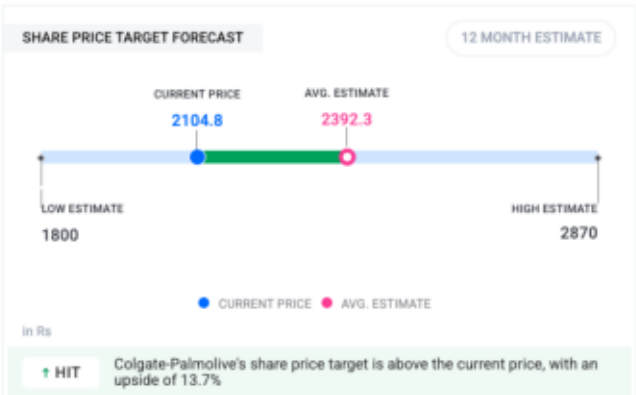 SHARE PRICE TARGET FORECAST
12 MONTH ESTIMATE
CURRENT PRICE
AVG. ESTIMATE
2104.8
2392.3
LOW ESTIMATE
HIGH ESTIMATE
1800
2870
CURRENT PRICE
AVG. ESTIMATE
in Rs
↑ HIT
Colgate-Palmolive's share price target is above the current price, with an
upside of 13.7%